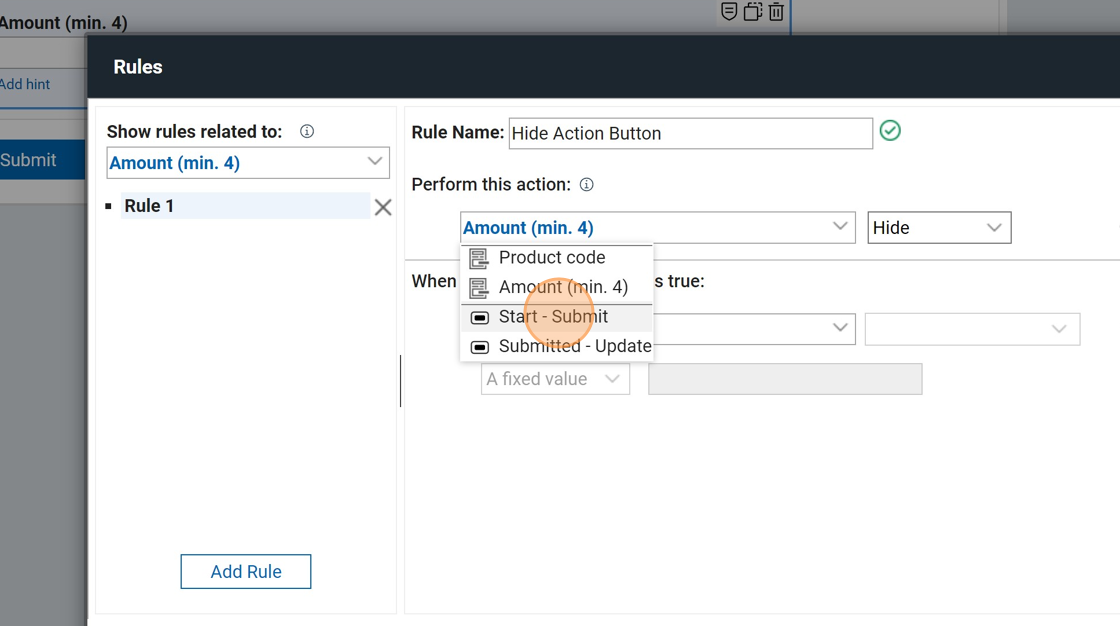 Amount (min. 4)
Add hint
Submit
Rules
Show rules related to:
Amount (min. 4)
Rule 1
Add Rule
Rule Name: Hide Action Button
Perform this action:
Amount (min. 4) Hide
Product code
Amount (min. 4)
Start - Submit
Submitted - Update
When s true:
A fixed value